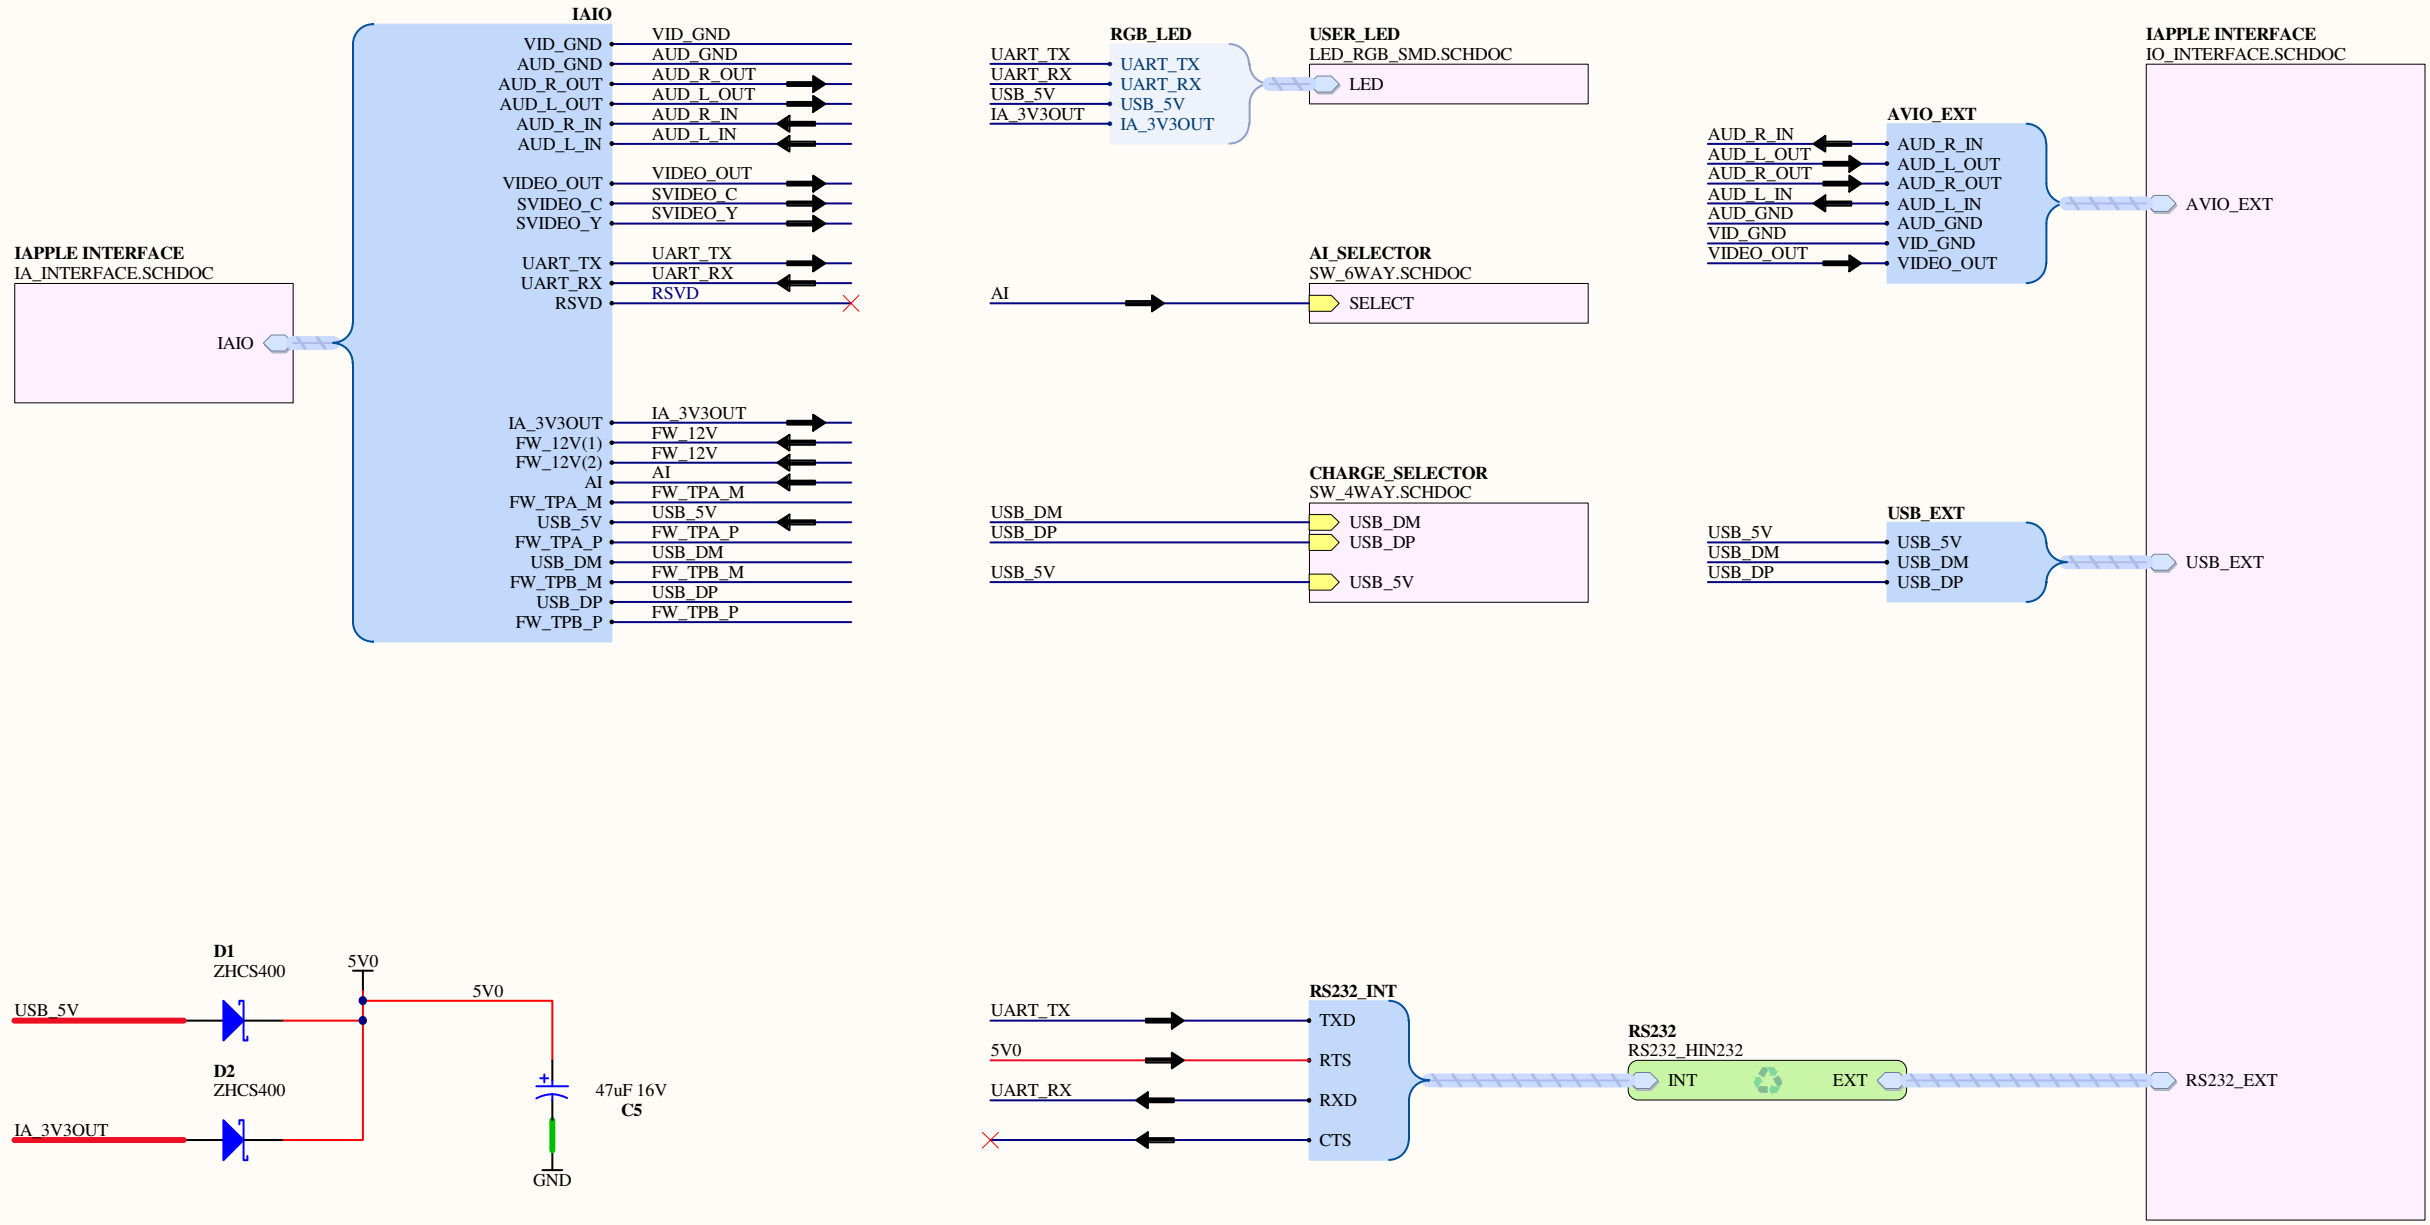 IAPPLE INTERFACE
IA_INTERFACE.SCHDOC
IAIO
IAIO
VID_GND VID_GND
AUD_GND AUD_GND
AUD_R_OUT AUD_R_OUT
AUD_L_OUT AUD_L_OUT
AUD_R_IN AUD_R_IN
AUD_L_IN AUD_L_IN
VIDEO_OUT VIDEO_OUT
SVIDEO_C SVIDEO_C
SVIDEO_Y SVIDEO_Y
UART_TX UART_TX
UART_RX UART_RX
RSVD RSVD
IA_3V3OUT IA_3V3OUT
FW_12V(1) FW_12V
FW_12V(2) FW_12V
AI AI
FW_TPA_M FW_TPA_M
USB_5V USB_5V
FW_TPA_P FW_TPA_P
USB_DM USB_DM
FW_TPB_M FW_TPB_M
USB_DP USB_DP
FW_TPB_P FW_TPB_P
RGB_LED
UART_TX UART_TX
UART_RX UART_RX
USB_5V USB_5V
IA_3V3OUT IA_3V3OUT
USER_LED
LED_RGB_SMD.SCHDOC
LED
AI_SELECTOR
SW_6WAY.SCHDOC
AI SELECT
CHARGE_SELECTOR
SW_4WAY.SCHDOC
USB_DM USB_DM
USB_DP USB_DP
USB_5V USB_5V
IAPPLE INTERFACE
IO_INTERFACE.SCHDOC
AVIO_EXT
AUD_R_IN AUD_R_IN
AUD_L_OUT AUD_L_OUT
AUD_R_OUT AUD_R_OUT
AUD_L_IN AUD_L_IN
AUD_GND AUD_GND
VID_GND VID_GND
VIDEO_OUT VIDEO_OUT
AVIO_EXT
USB_EXT
USB_5V USB_5V
USB_DM USB_DM
USB_DP USB_DP
USB_EXT
D1
ZHCS400
USB_5V
5V0
5V0
D2
ZHCS400
IA_3V3OUT
+
47uF 16V
C5
GND
RS232_INT
UART_TX TXD
5V0 RTS
UART_RX RXD
CTS
RS232
RS232_HIN232
INT EXT
RS232_EXT